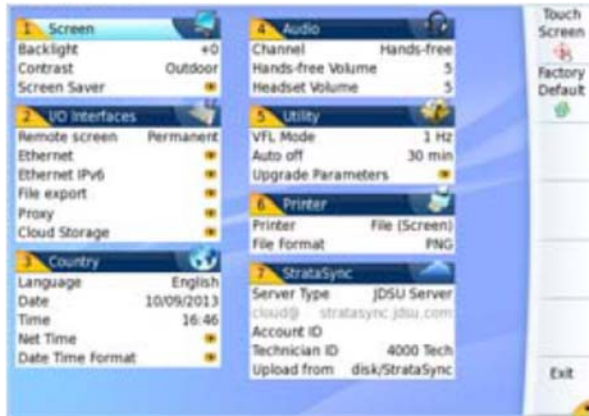 1 Screen
Backlight +0
Contrast Outdoor
Screen Saver
2 I/O Interfaces
Remote screen Permanent
Ethernet
Ethernet IPv6
File export
Proxy
Cloud Storage
3 Country
Language English
Date 10/09/2013
Time 16:46
Net Time
Date Time Format
4 Audio
Channel Hands-free
Hands-free Volume 5
Headset Volume 5
5 Utility
VFL Mode 1 Hz
Auto off 30 min
Upgrade Parameters
6 Printer
Printer File (Screen)
File Format PNG
7 StrataSync
Server Type JDSU Server
cloud@ stratasync.jdsu.com
Account ID
Technician ID 4000 Tech
Upload from disk/StrataSync
Touch
Screen
Factory
Default
Exit